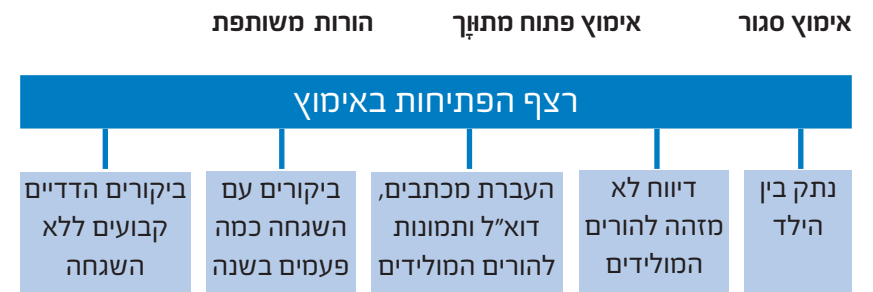 אימוץ סגור
אימוץ פתוח מתוּוָך
הורות משותפת
רצף הפתיחות באימוץ
נתק בין
הילד
דיווח לא
מזהה להורים
המולידים
העברת מכתבים,
דוא״ל ותמונות
להורים המולידים
ביקורים עם
השגחה כמה
פעמים בשנה
ביקורים הדדיים
קבועים ללא
השגחה